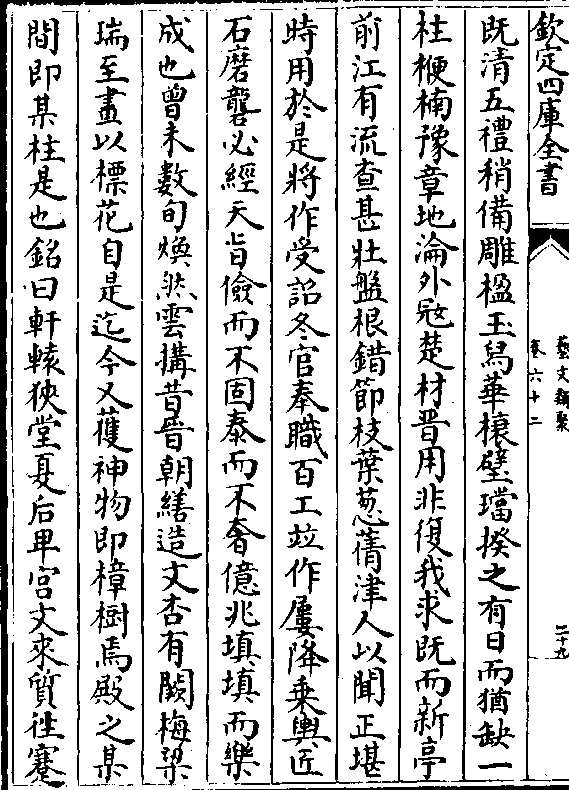 欽定四庫全書
藝文類聚
卷六十二
二十九
既清五禮稍備雕楹玉舄華榱璧璫揆之有日而猶缺一
柱楩楠豫章地淪外冦楚材晋用非復我求既而新亭
前江有流查甚壯盤根錯節枝葉葱蒨津人以聞正堪
時用於是將作受詔冬官奉職百工竝作屢降乗輿匠
石磨礲必經天㫖儉而不固泰而不奢億兆填填而樂
成也曾未數旬煥然雲搆昔晉朝繕造文杏有闕梅梁
瑞至畫以標花自是迄今又獲神物即樟樹焉殿之某
間即某柱是也銘曰軒轅狹堂夏后卑宫文來質往蹇